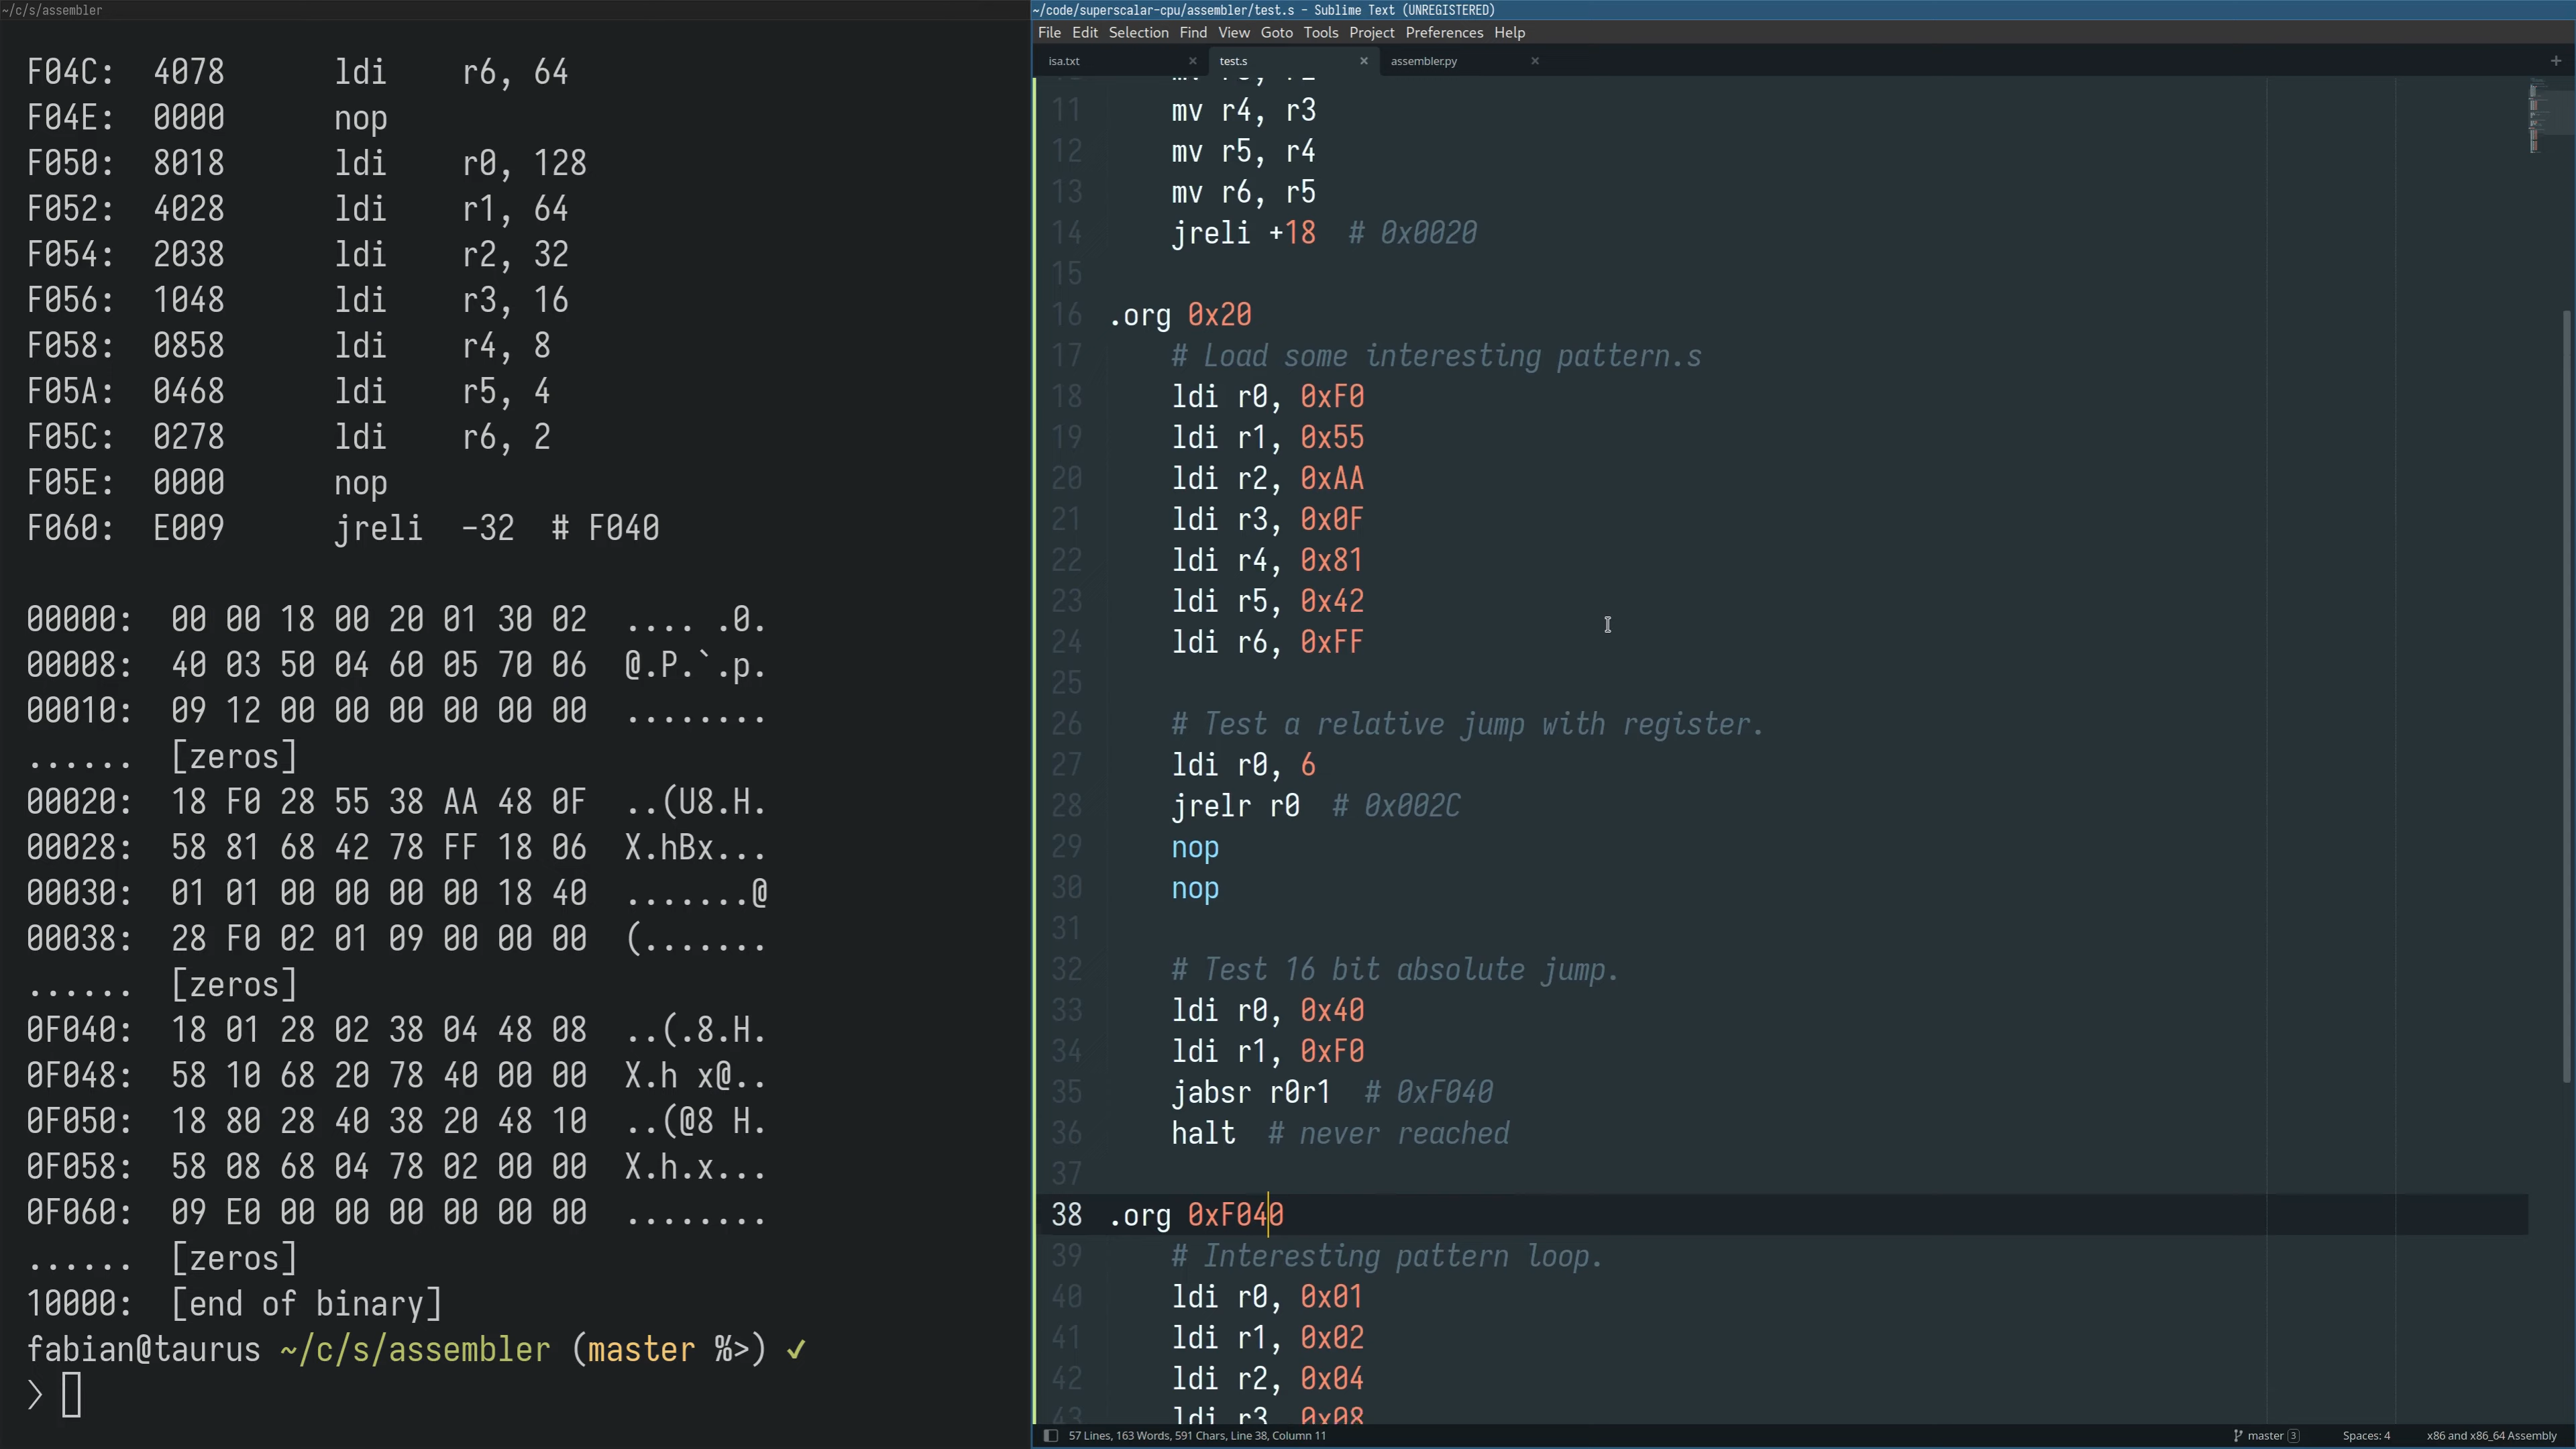 ~/c/s/assembler
F04C: 4078 ldi r6, 64
F04E: 0000 nop
F050: 8018 ldi r0, 128
F052: 4028 ldi r1, 64
F054: 2038 ldi r2, 32
F056: 1048 ldi r3, 16
F058: 0858 ldi r4, 8
F05A: 0468 ldi r5, 4
F05C: 0278 ldi r6, 2
F05E: 0000 nop
F060: E009 jreli -32 # F040
00000: 00 00 18 00 20 01 30 02 .... .0.
00008: 40 03 50 04 60 05 70 06 @.P.`.p.
00010: 09 12 00 00 00 00 00 00 ........
...... [zeros]
00020: 18 F0 28 55 38 AA 48 0F ..(U8.H.
00028: 58 81 68 42 78 FF 18 06 X.hBx...
00030: 01 01 00 00 00 00 18 40 .......@
00038: 28 F0 02 01 09 00 00 00 (.......
...... [zeros]
0F040: 18 01 28 02 38 04 48 08 ..(.8.H.
0F048: 58 10 68 20 78 40 00 00 X.h x@..
0F050: 18 80 28 40 38 20 48 10 ..(@8 H.
0F058: 58 08 68 04 78 02 00 00 X.h.x...
0F060: 09 E0 00 00 00 00 00 00 ........
...... [zeros]
10000: [end of binary]
fabian@taurus ~/c/s/assembler (master %>) ✓
>
~/code/superscalar-cpu/assembler/test.s - Sublime Text (UNREGISTERED)
File Edit Selection Find View Goto Tools Project Preferences Help
isa.txt × test.s × assembler.py × +
11 mv r4, r3
12 mv r5, r4
13 mv r6, r5
14 jreli +18 # 0x0020
15
16 .org 0x20
17 # Load some interesting pattern.s
18 ldi r0, 0xF0
19 ldi r1, 0x55
20 ldi r2, 0xAA
21 ldi r3, 0x0F
22 ldi r4, 0x81
23 ldi r5, 0x42
24 ldi r6, 0xFF
25
26 # Test a relative jump with register.
27 ldi r0, 6
28 jrelr r0 # 0x002C
29 nop
30 nop
31
32 # Test 16 bit absolute jump.
33 ldi r0, 0x40
34 ldi r1, 0xF0
35 jabsr r0r1 # 0xF040
36 halt # never reached
37
38 .org 0xF040
39 # Interesting pattern loop.
40 ldi r0, 0x01
41 ldi r1, 0x02
42 ldi r2, 0x04
43 ldi r3, 0x08
57 Lines, 163 Words, 591 Chars, Line 38, Column 11 master 3 Spaces: 4 x86 and x86_64 Assembly